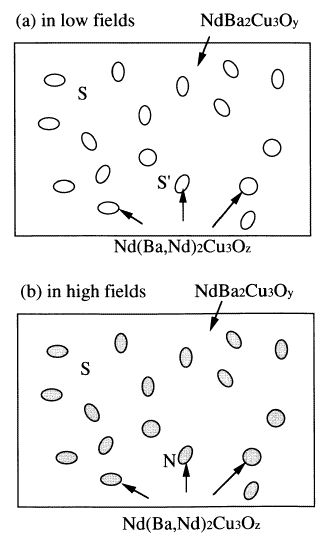 (a) in low fields
NdBa2Cu3Oy
S
S'
Nd(Ba,Nd)2Cu3Oz
(b) in high fields
NdBa2Cu3Oy
S
N
Nd(Ba,Nd)2Cu3Oz